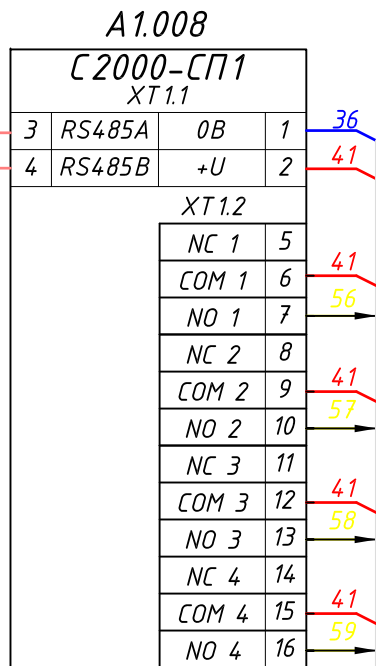 A1.008
С2000-СП1
XT1.1
3 RS485A 0В 1 36
4 RS485B +U 2 41
XT1.2
NC 1 5
COM 1 6 41
NO 1 7 56
NC 2 8
COM 2 9 41
NO 2 10 57
NC 3 11
COM 3 12 41
NO 3 13 58
NC 4 14
COM 4 15 41
NO 4 16 59